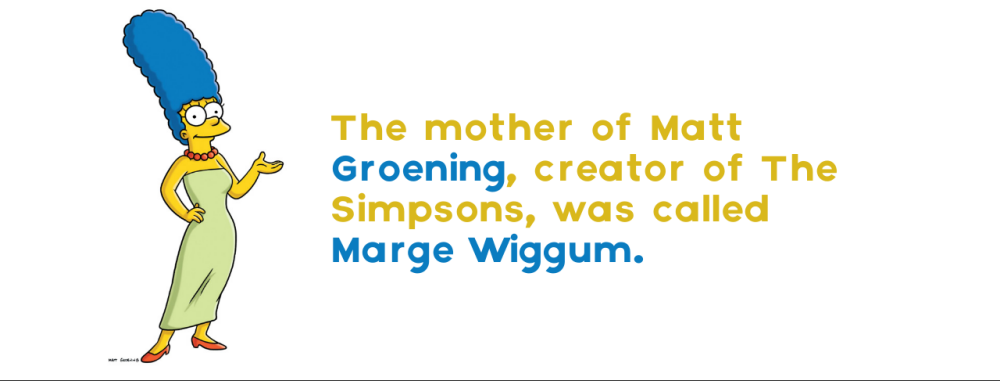 The mother of Matt
Groening, creator of The
Simpsons, was called
Marge Wiggum.